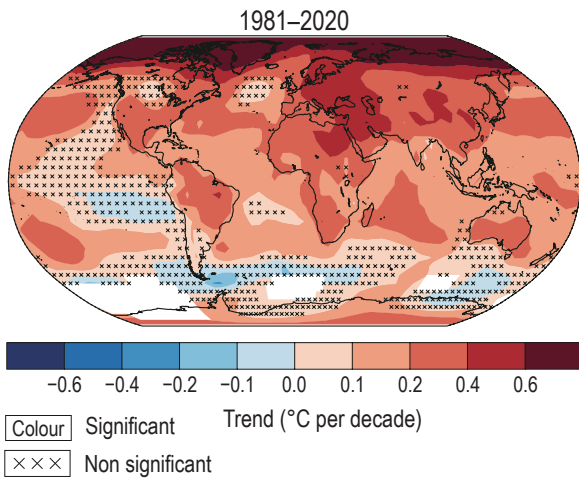 1981–2020
−0.6 −0.4 −0.2 −0.1 0.0 0.1 0.2 0.4 0.6
Trend (°C per decade)
Colour Significant
××× Non significant